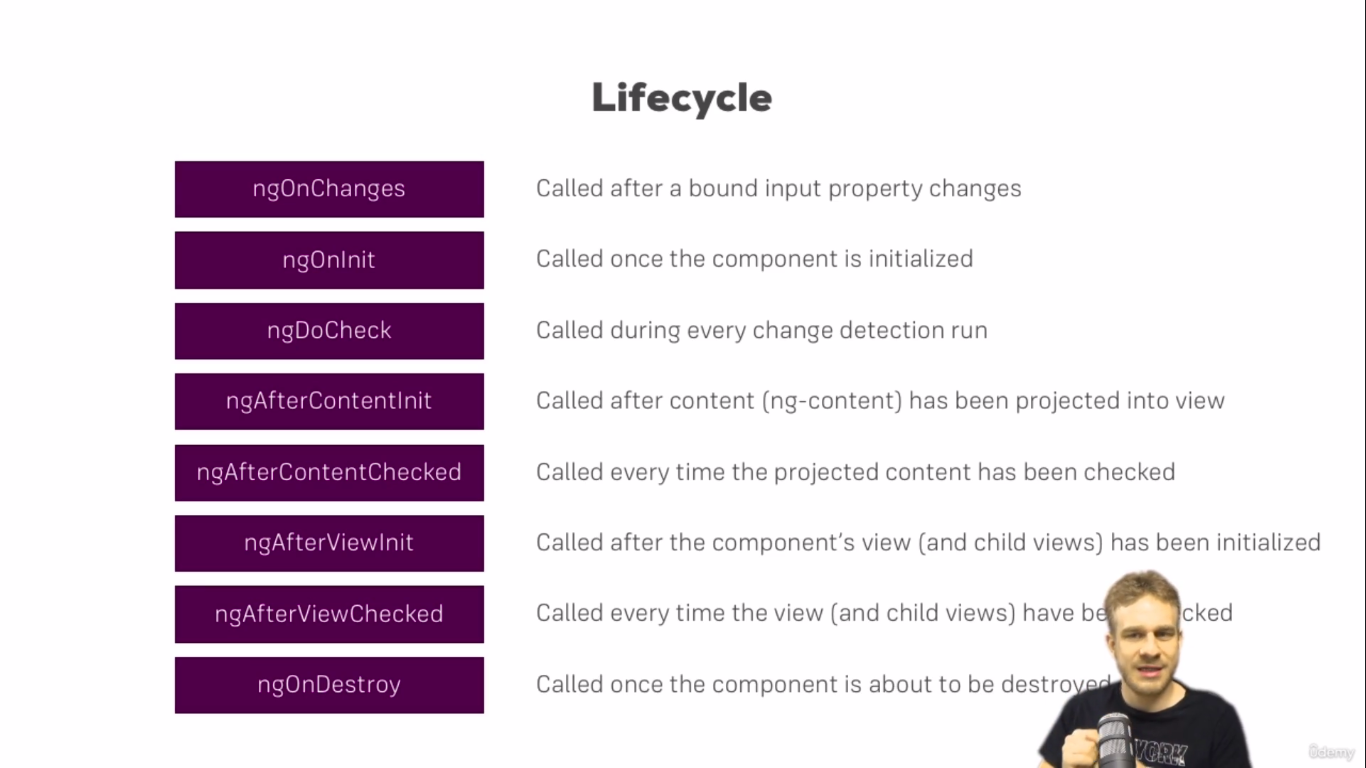 Lifecycle
ngOnChanges Called after a bound input property changes
ngOnInit Called once the component is initialized
ngDoCheck Called during every change detection run
ngAfterContentInit Called after content (ng-content) has been projected into view
ngAfterContentChecked Called every time the projected content has been checked
ngAfterViewInit Called after the component’s view (and child views) has been initialized
ngAfterViewChecked Called every time the view (and child views) have
ngOnDestroy Called once the component is about to be destroyed
YORK
ûdemy